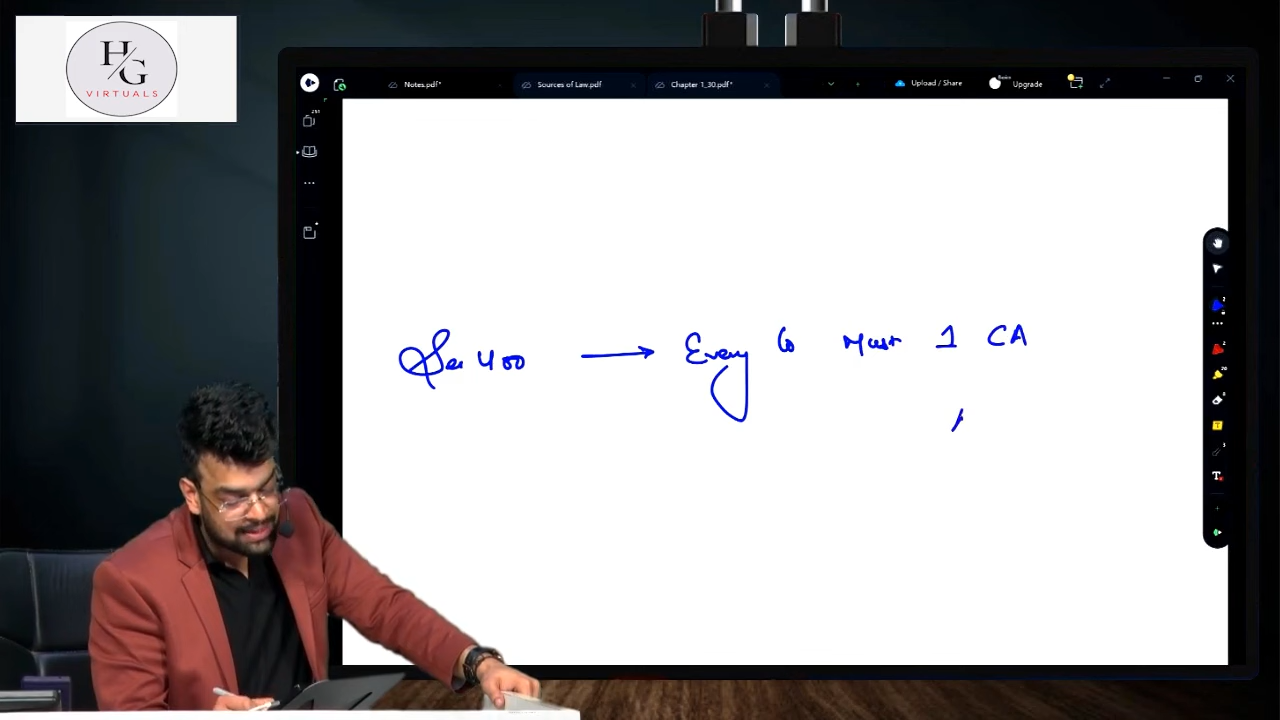 H/G
VIRTUALS
Notes.pdf*
Sources of Law.pdf
Chapter 1_30.pdf*
Upload / Share
Basic
Upgrade
Sec 400 → Every Co Must 1 CA